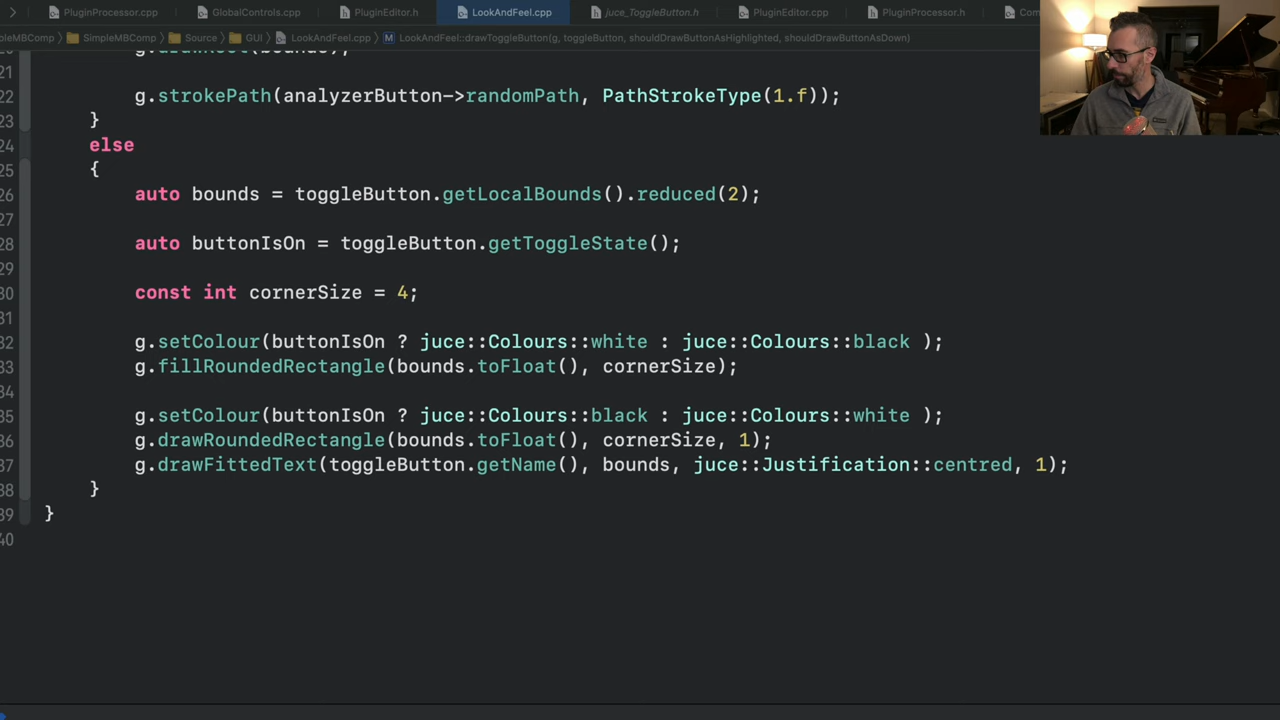 PluginProcessor.cpp GlobalControls.cpp PluginEditor.h LookAndFeel.cpp juce_ToggleButton.h PluginEditor.cpp PluginProcessor.h Com
mpleMBComp SimpleMBComp Source GUI LookAndFeel.cpp M LookAndFeel::drawToggleButton(g, toggleButton, shouldDrawButtonAsHighlighted, shouldDrawButtonAsDown)
21
22 g.strokePath(analyzerButton->randomPath, PathStrokeType(1.f));
23 }
24 else
25 {
26 auto bounds = toggleButton.getLocalBounds().reduced(2);
27
28 auto buttonIsOn = toggleButton.getToggleState();
29
30 const int cornerSize = 4;
31
32 g.setColour(buttonIsOn ? juce::Colours::white : juce::Colours::black );
33 g.fillRoundedRectangle(bounds.toFloat(), cornerSize);
34
35 g.setColour(buttonIsOn ? juce::Colours::black : juce::Colours::white );
36 g.drawRoundedRectangle(bounds.toFloat(), cornerSize, 1);
37 g.drawFittedText(toggleButton.getName(), bounds, juce::Justification::centred, 1);
38 }
39 }
40